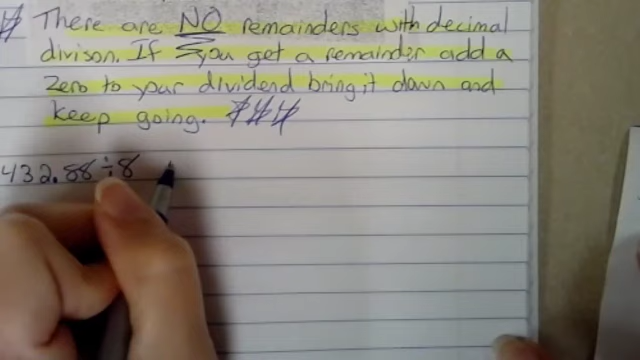 There are NO remainders with decimal
divison. If you get a remainder add a
Zero to your dividend bring it down and
keep going.
432.88÷8